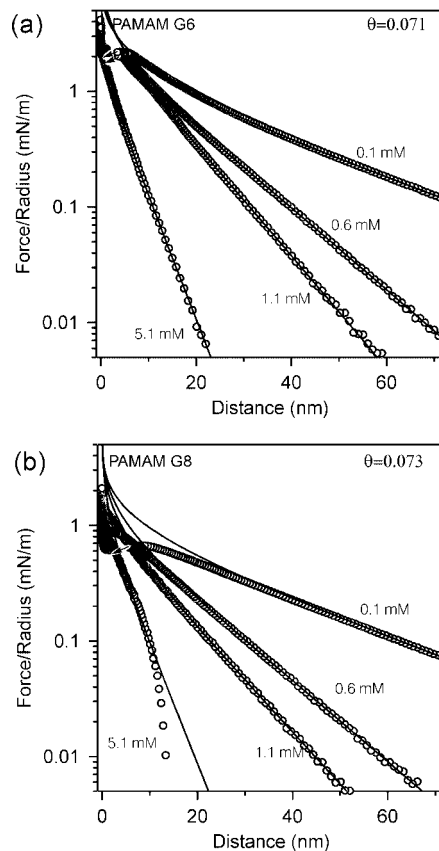 (a)
PAMAM G6 θ=0.071
Force/Radius (mN/m)
1
0.1
0.01
0.1 mM
0.6 mM
1.1 mM
5.1 mM
0 20 40 60
Distance (nm)
(b)
PAMAM G8 θ=0.073
Force/Radius (mN/m)
1
0.1
0.01
0.1 mM
0.6 mM
1.1 mM
5.1 mM
0 20 40 60
Distance (nm)